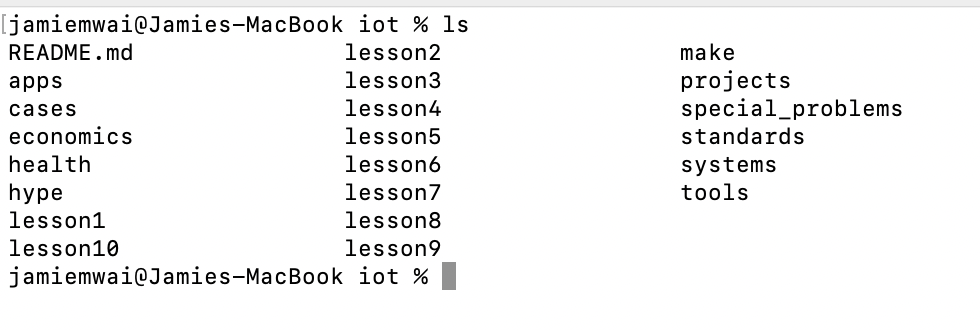 [jamiemwai@Jamies-MacBook iot % ls
README.md lesson2 make
apps lesson3 projects
cases lesson4 special_problems
economics lesson5 standards
health lesson6 systems
hype lesson7 tools
lesson1 lesson8
lesson10 lesson9
jamiemwai@Jamies-MacBook iot %